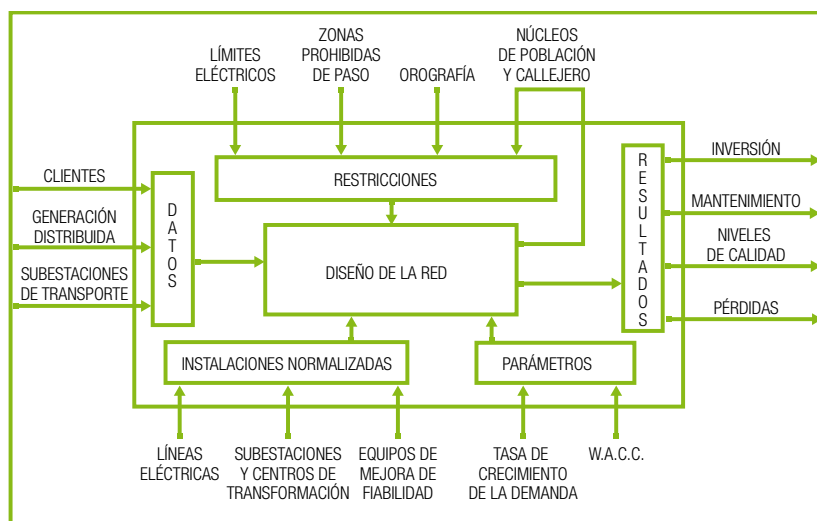 LÍMITES
ELÉCTRICOS
ZONAS
PROHIBIDAS
DE PASO
OROGRAFÍA
NÚCLEOS
DE POBLACIÓN
Y CALLEJERO
CLIENTES
GENERACIÓN
DISTRIBUIDA
SUBESTACIONES
DE TRANSPORTE
DATOS
RESTRICCIONES
DISEÑO DE LA RED
INSTALACIONES NORMALIZADAS
PARÁMETROS
RESULTADOS
INVERSIÓN
MANTENIMIENTO
NIVELES
DE CALIDAD
PÉRDIDAS
LÍNEAS
ELÉCTRICAS
SUBESTACIONES
Y CENTROS DE
TRANSFORMACIÓN
EQUIPOS DE
MEJORA DE
FIABILIDAD
TASA DE
CRECIMIENTO
DE LA DEMANDA
W.A.C.C.